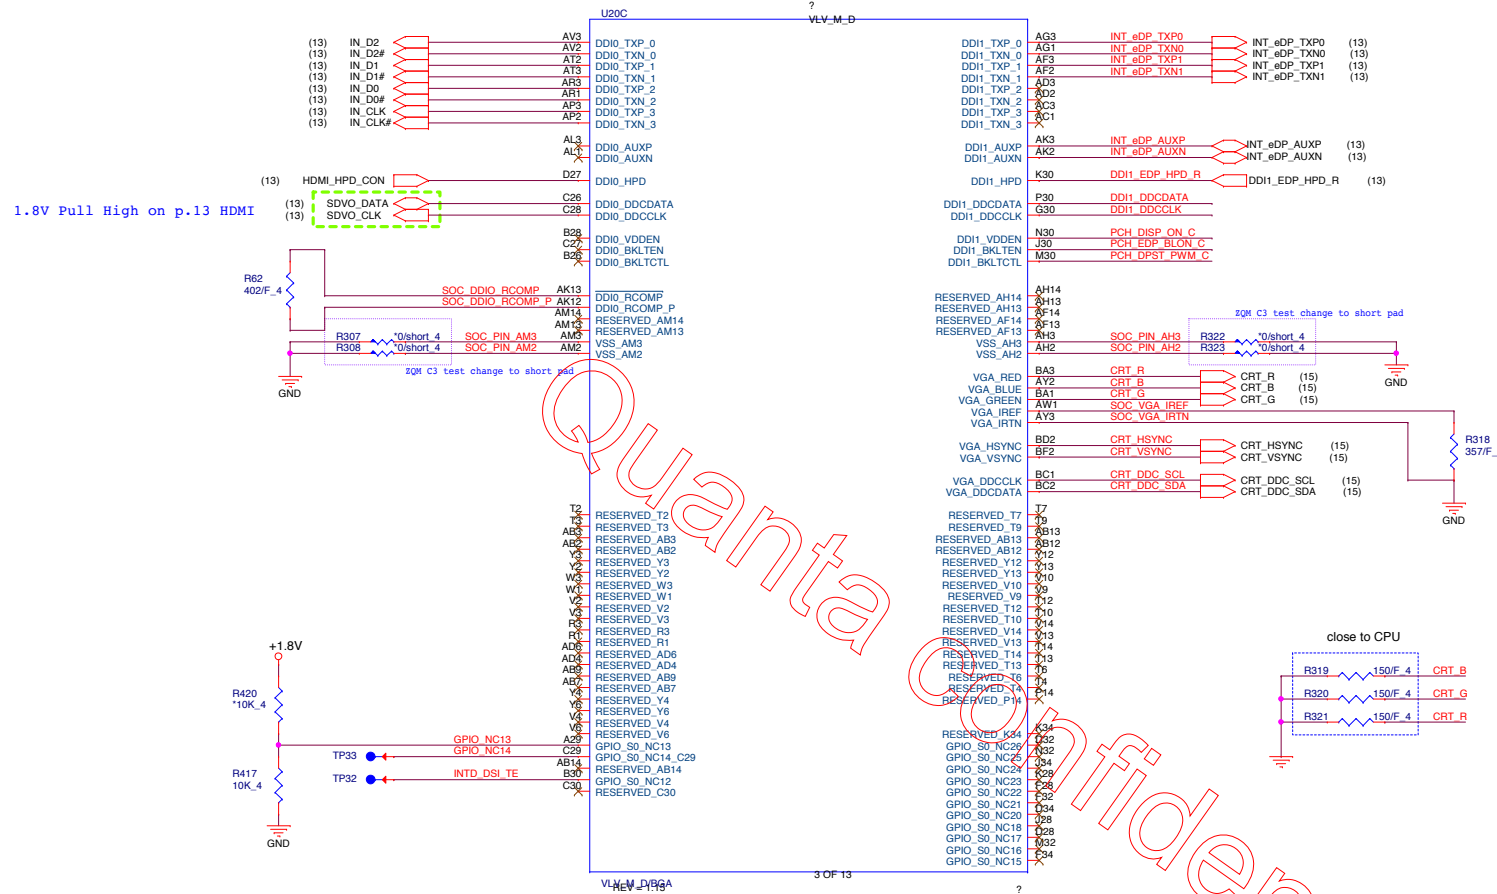 ?
U20C
VLV_M_D
(13) IN_D2 AV3 DDI0_TXP_0
(13) IN_D2# AV2 DDI0_TXN_0
(13) IN_D1 AT2 DDI0_TXP_1
(13) IN_D1# AT3 DDI0_TXN_1
(13) IN_D0 AR3 DDI0_TXP_2
(13) IN_D0# AR1 DDI0_TXN_2
(13) IN_CLK AP3 DDI0_TXP_3
(13) IN_CLK# AP2 DDI0_TXN_3
AL3 DDI0_AUXP
DDI0_AUXN
(13) HDMI_HPD_CON D27 DDI0_HPD
1.8V Pull High on p.13 HDMI
(13) SDVO_DATA C26 DDI0_DDCDATA
(13) SDVO_CLK C28 DDI0_DDCCLK
B28 DDI0_VDDEN
C27 DDI0_BKLTEN
B26 DDI0_BKLTCTL
R62
402/F_4
SOC_DDIO_RCOMP AK13 DDI0_RCOMP
SOC_DDIO_RCOMP_P AK12 DDI0_RCOMP_P
AM14 RESERVED_AM14
AM13 RESERVED_AM13
R307 *0/short_4 SOC_PIN_AM3 AM3 VSS_AM3
R308 *0/short_4 SOC_PIN_AM2 AM2 VSS_AM2
ZQM C3 test change to short pad
GND
T2 RESERVED_T2
T3 RESERVED_T3
AB3 RESERVED_AB3
AB2 RESERVED_AB2
Y3 RESERVED_Y3
Y2 RESERVED_Y2
W3 RESERVED_W3
W1 RESERVED_W1
V2 RESERVED_V2
V3 RESERVED_V3
R3 RESERVED_R3
R1 RESERVED_R1
AD6 RESERVED_AD6
AD4 RESERVED_AD4
AB9 RESERVED_AB9
AB7 RESERVED_AB7
Y4 RESERVED_Y4
Y6 RESERVED_Y6
V4 RESERVED_V4
V6 RESERVED_V6
+1.8V
R420
*10K_4
GPIO_NC13 A29 GPIO_S0_NC13
TP33 GPIO_NC14 C29 GPIO_S0_NC14_C29
AB14 RESERVED_AB14
TP32 INTD_DSI_TE B30 GPIO_S0_NC12
C30 RESERVED_C30
R417
10K_4
GND
DDI1_TXP_0 AG3 INT_eDP_TXP0 INT_eDP_TXP0 (13)
DDI1_TXN_0 AG1 INT_eDP_TXN0 INT_eDP_TXN0 (13)
DDI1_TXP_1 AF3 INT_eDP_TXP1 INT_eDP_TXP1 (13)
DDI1_TXN_1 AF2 INT_eDP_TXN1 INT_eDP_TXN1 (13)
DDI1_TXP_2 AD3
DDI1_TXN_2 AD2
DDI1_TXP_3 AC3
DDI1_TXN_3 AC1
DDI1_AUXP AK3 INT_eDP_AUXP INT_eDP_AUXP (13)
DDI1_AUXN AK2 INT_eDP_AUXN INT_eDP_AUXN (13)
DDI1_HPD K30 DDI1_EDP_HPD_R DDI1_EDP_HPD_R (13)
DDI1_DDCDATA P30 DDI1_DDCDATA
DDI1_DDCCLK G30 DDI1_DDCCLK
DDI1_VDDEN N30 PCH_DISP_ON_C
DDI1_BKLTEN J30 PCH_EDP_BLON_C
DDI1_BKLTCTL M30 PCH_DPST_PWM_C
RESERVED_AH14 AH14
RESERVED_AH13 AH13
RESERVED_AF14 AF14
RESERVED_AF13 AF13
ZQM C3 test change to short pad
VSS_AH3 AH3 SOC_PIN_AH3 R322 *0/short_4
VSS_AH2 AH2 SOC_PIN_AH2 R323 *0/short_4
GND
VGA_RED BA3 CRT_R CRT_R (15)
VGA_BLUE AY2 CRT_B CRT_B (15)
VGA_GREEN BA1 CRT_G CRT_G (15)
VGA_IREF AW1 SOC_VGA_IREF
VGA_IRTN AY3 SOC_VGA_IRTN
VGA_HSYNC BD2 CRT_HSYNC CRT_HSYNC (15)
VGA_VSYNC BF2 CRT_VSYNC CRT_VSYNC (15)
R318
357/F_
VGA_DDCCLK BC1 CRT_DDC_SCL CRT_DDC_SCL (15)
VGA_DDCDATA BC2 CRT_DDC_SDA CRT_DDC_SDA (15)
GND
RESERVED_T7 T7
RESERVED_T9 T9
RESERVED_AB13 AB13
RESERVED_AB12 AB12
RESERVED_Y12 Y12
RESERVED_Y13 Y13
RESERVED_V10 V10
RESERVED_V9 V9
RESERVED_T12 T12
RESERVED_T10 T10
RESERVED_V14 V14
RESERVED_V13 V13
RESERVED_T14 T14
RESERVED_T13 T13
RESERVED_T6 T6
RESERVED_T4 T4
RESERVED_P14 P14
RESERVED_K34 K34
GPIO_S0_NC26 D32
GPIO_S0_NC25 N32
GPIO_S0_NC24 J34
GPIO_S0_NC23 K28
GPIO_S0_NC22 F28
GPIO_S0_NC21 F32
GPIO_S0_NC20 D34
GPIO_S0_NC18 J28
GPIO_S0_NC17 D28
GPIO_S0_NC16 M32
GPIO_S0_NC15 F34
close to CPU
R319 150/F_4 CRT_B
R320 150/F_4 CRT_G
R321 150/F_4 CRT_R
3 OF 13
VLV_M_D/BGA
REV = 1.15
?
Quanta Confiden